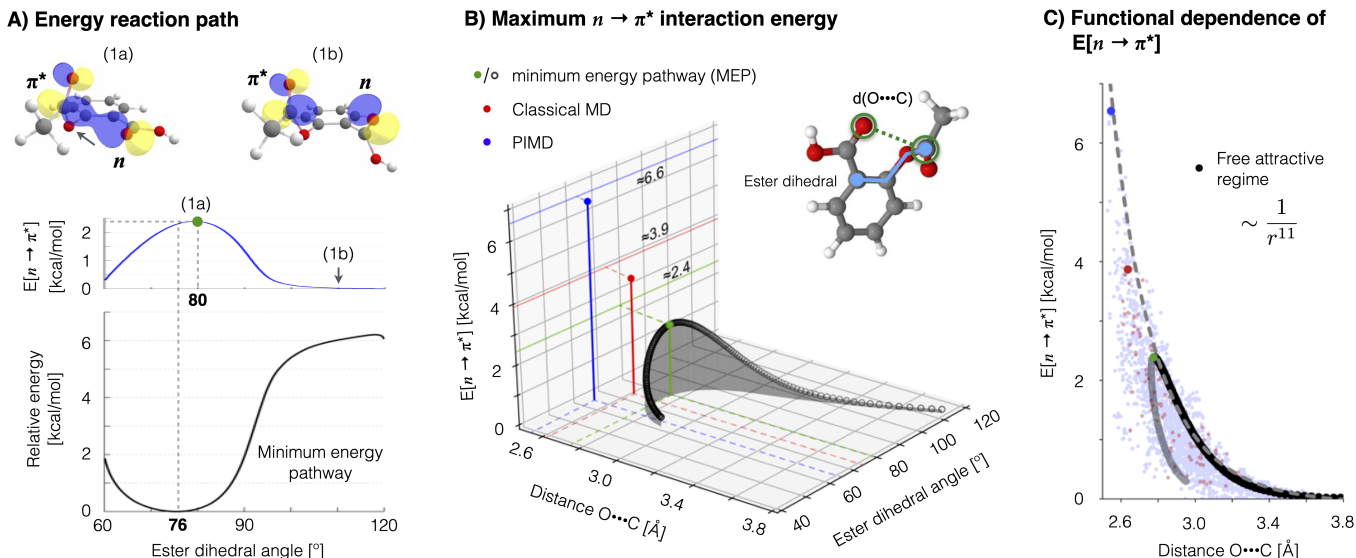 A) Energy reaction path
(1a)
(1b)
π*
n
π*
n
(1a)
(1b)
E[n → π*]
[kcal/mol]
2
1
0
80
Relative energy
[kcal/mol]
6
4
2
0
Minimum energy
pathway
60
76
90
120
Ester dihedral angle [°]
B) Maximum n → π* interaction energy
●/○ minimum energy pathway (MEP)
Classical MD
PIMD
d(O•••C)
Ester dihedral
≈6.6
≈3.9
≈2.4
E[n → π*] [kcal/mol]
6
4
2
0
2.6
3.0
3.4
3.8
Distance O•••C [Å]
40
60
80
100
120
Ester dihedral angle [°]
C) Functional dependence of
E[n → π*]
Free attractive
regime
~ 1/r¹¹
E[n → π*] [kcal/mol]
6
4
2
0
2.6
3.0
3.4
3.8
Distance O•••C [Å]